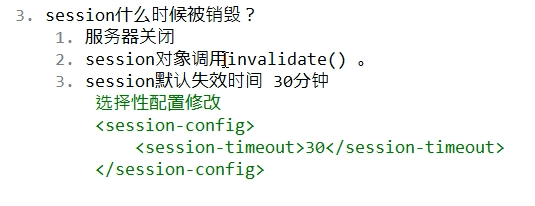 3. session什么时候被销毁？
1. 服务器关闭
2. session对象调用invalidate() 。
3. session默认失效时间 30分钟
选择性配置修改
<session-config>
<session-timeout>30</session-timeout>
</session-config>